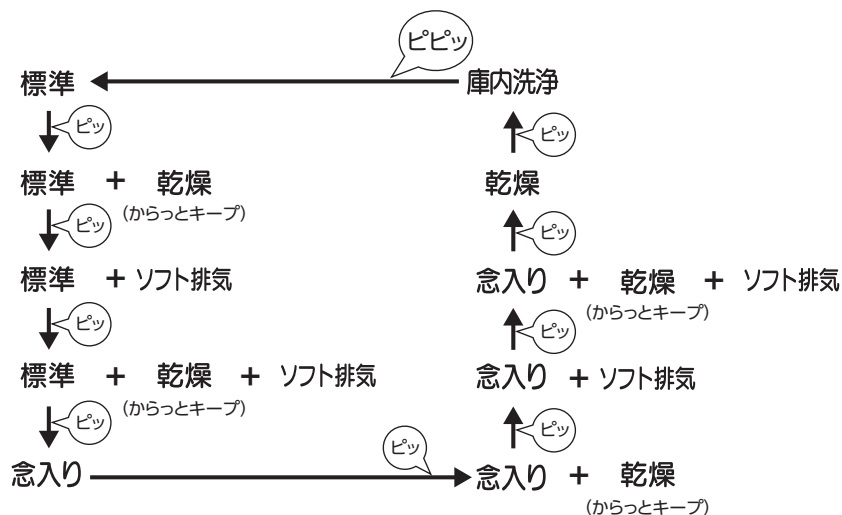 ピピッ
標準
庫内洗浄
ピッ
ピッ
標準 + 乾燥
(からっとキープ)
乾燥
ピッ
ピッ
標準 + ソフト排気
念入り + 乾燥 + ソフト排気
(からっとキープ)
ピッ
ピッ
標準 + 乾燥 + ソフト排気
(からっとキープ)
念入り + ソフト排気
ピッ
ピッ
ピッ
念入り
念入り + 乾燥
(からっとキープ)